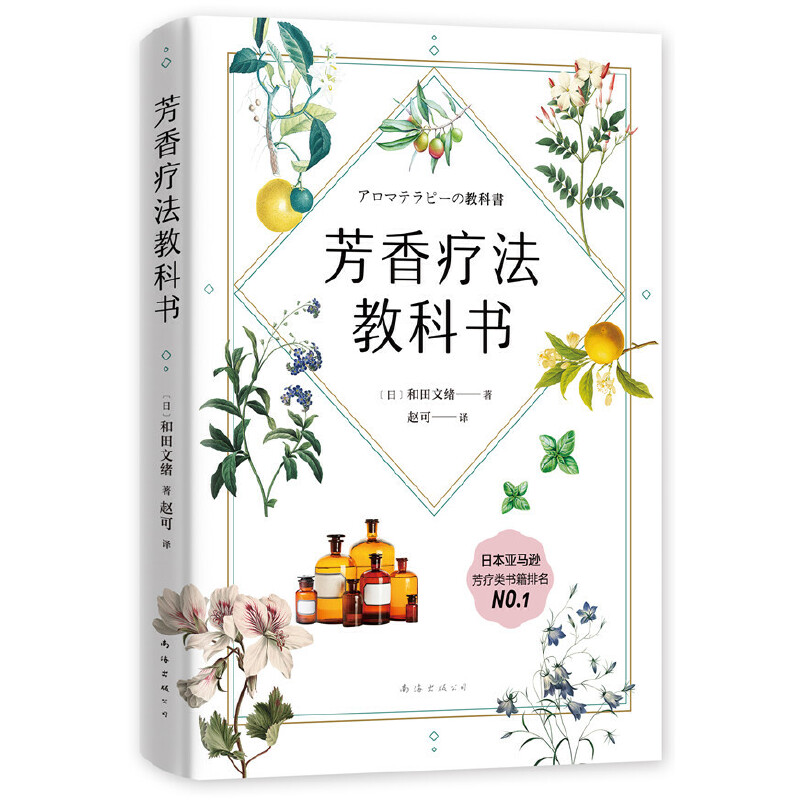 芳香疗法教科书
〔日〕和田文绪 著 赵可 译
南海出版公司
アロマテラピーの教科書
芳香疗法
教科书
〔日〕和田文绪——著
赵可——译
日本亚马逊
芳疗类书籍排名
NO.1
南海出版公司